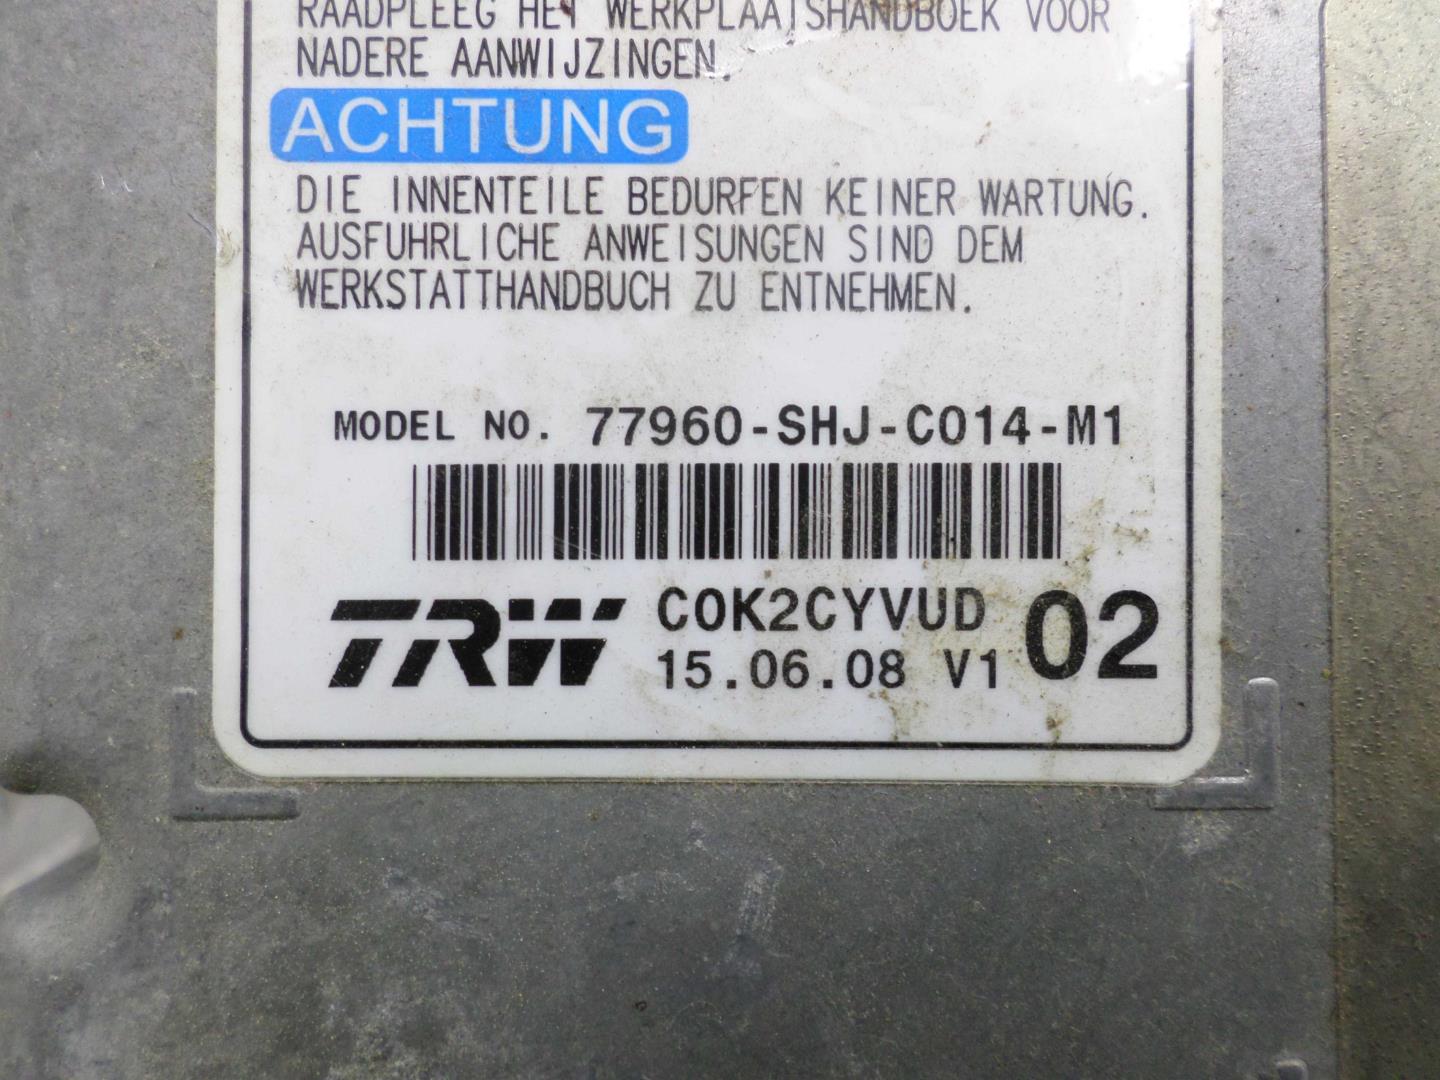 RAADPLEEG HET WERKPLAATSHANDBOEK VOOR
NADERE AANWIJZINGEN.
ACHTUNG
DIE INNENTEILE BEDURFEN KEINER WARTUNG.
AUSFUHRLICHE ANWEISUNGEN SIND DEM
WERKSTATTHANDBUCH ZU ENTNEHMEN.
MODEL NO. 77960-SHJ-C014-M1
TRW C0K2CYVUD 02
15.06.08 V1